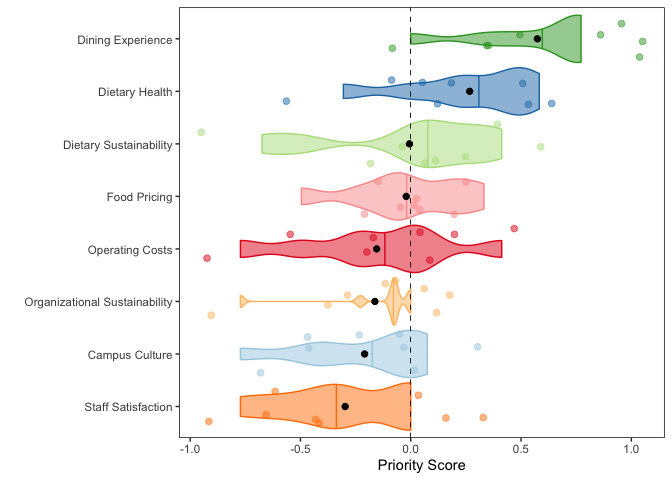 Dining Experience
Dietary Health
Dietary Sustainability
Food Pricing
Operating Costs
Organizational Sustainability
Campus Culture
Staff Satisfaction
-1.0 -0.5 0.0 0.5 1.0
Priority Score